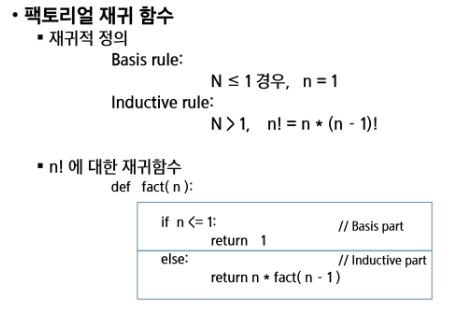 • 팩토리얼 재귀 함수
▪ 재귀적 정의
Basis rule:
N ≤ 1 경우, n = 1
Inductive rule:
N > 1, n! = n * (n - 1)!
▪ n! 에 대한 재귀함수
def fact( n ):
if n <= 1: // Basis part
return 1
else: // Inductive part
return n * fact( n - 1 )